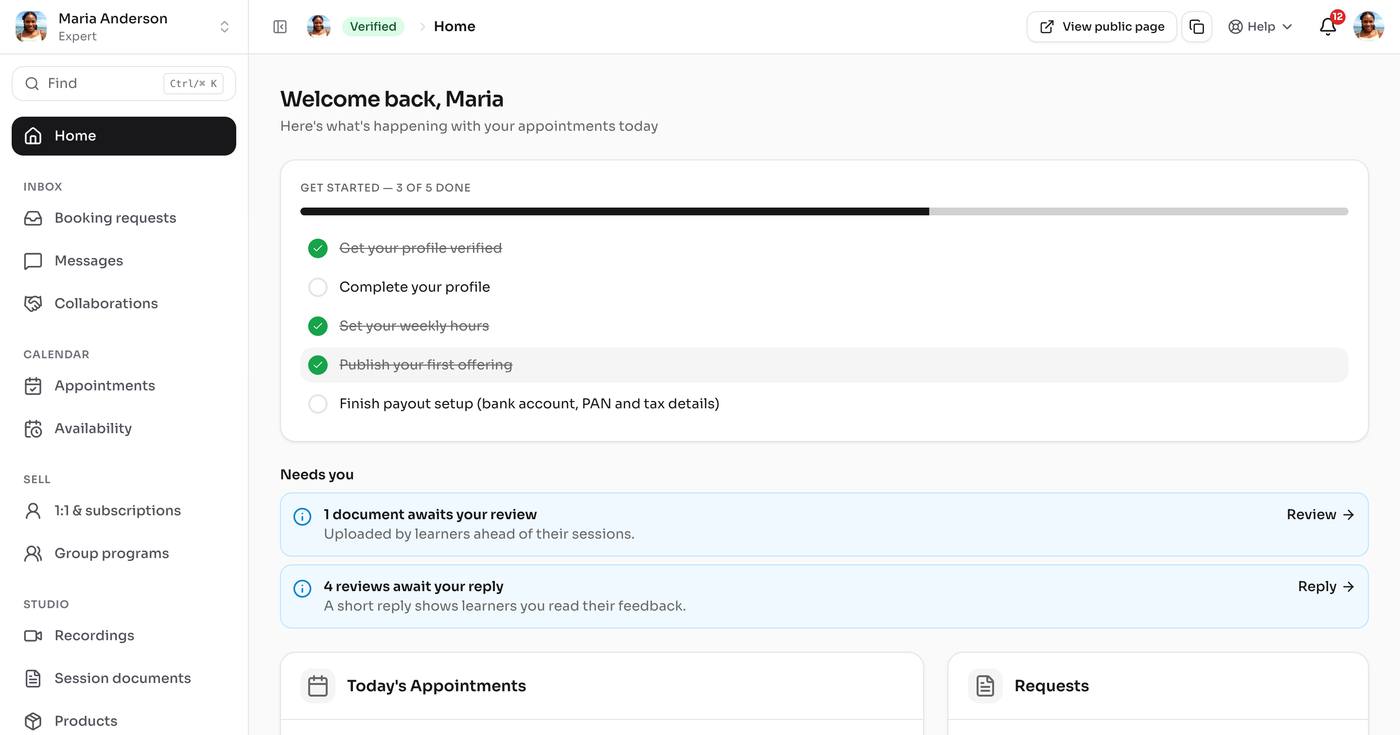 Maria Anderson
Expert
Verified
Home
View public page
Help
12
Find
Ctrl/⌘ K
Home
INBOX
Booking requests
Messages
Collaborations
CALENDAR
Appointments
Availability
SELL
1:1 & subscriptions
Group programs
STUDIO
Recordings
Session documents
Products
Welcome back, Maria
Here's what's happening with your appointments today
GET STARTED — 3 OF 5 DONE
Get your profile verified
Complete your profile
Set your weekly hours
Publish your first offering
Finish payout setup (bank account, PAN and tax details)
Needs you
1 document awaits your review
Uploaded by learners ahead of their sessions.
Review →
4 reviews await your reply
A short reply shows learners you read their feedback.
Reply →
Today's Appointments
Requests